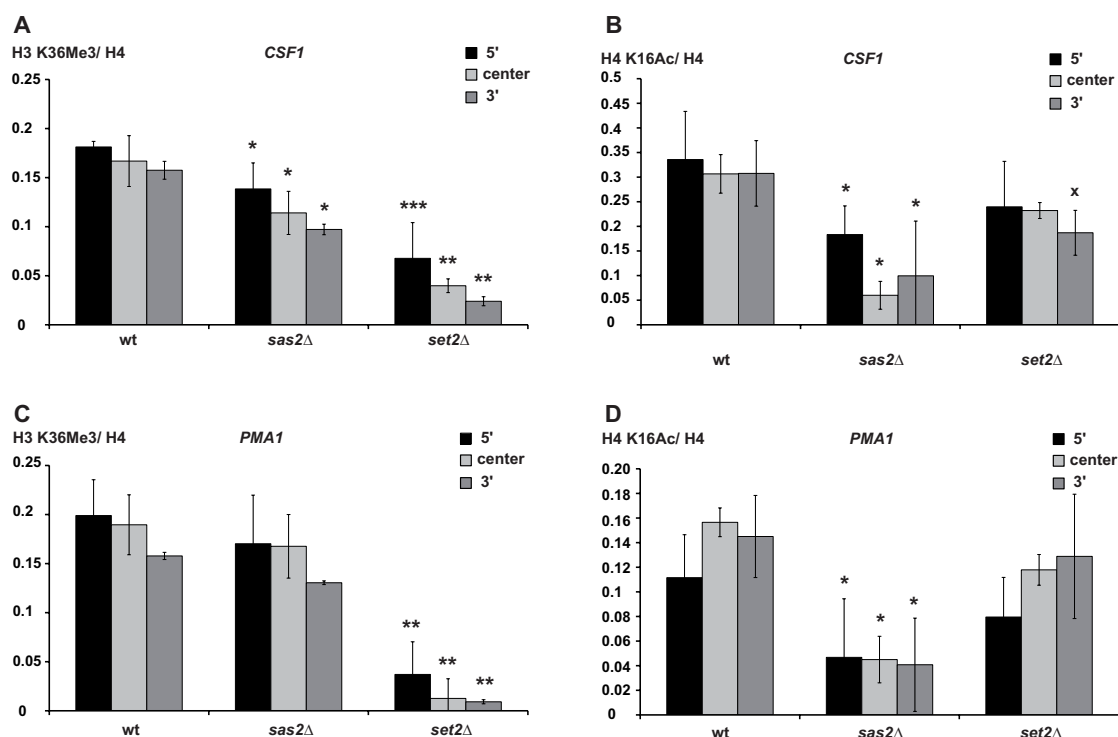 A
H3 K36Me3/ H4
CSF1
5'
center
3'
0.25
0.2
0.15
0.1
0.05
0
* * * *** ** **
wt sas2Δ set2Δ
B
H4 K16Ac/ H4
CSF1
5'
center
3'
0.5
0.45
0.4
0.35
0.3
0.25
0.2
0.15
0.1
0.05
0
* * * x
wt sas2Δ set2Δ
C
H3 K36Me3/ H4
PMA1
5'
center
3'
0.25
0.2
0.15
0.1
0.05
0
** ** **
wt sas2Δ set2Δ
D
H4 K16Ac/ H4
PMA1
5'
center
3'
0.20
0.18
0.16
0.14
0.12
0.10
0.08
0.06
0.04
0.02
0
* * *
wt sas2Δ set2Δ